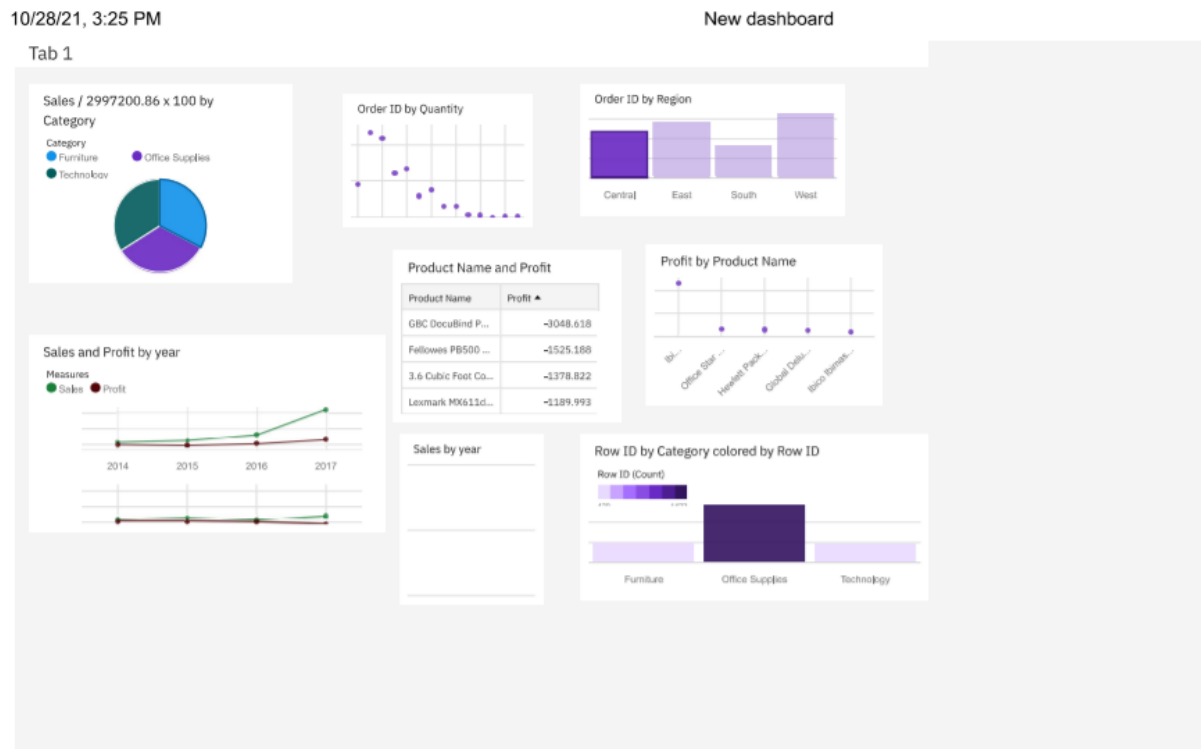 10/28/21, 3:25 PM
New dashboard
Tab 1
Sales / 2997200.86 x 100 by
Category
Category
Furniture
Office Supplies
Technology
Order ID by Quantity
Order ID by Region
Central
East
South
West
Product Name and Profit
Product Name
Profit ▲
GBC DocuBind P...
-3048.618
Fellowes PB500 ...
-1525.188
3.6 Cubic Foot Co...
-1378.822
Lexmark MX611d...
-1189.993
Profit by Product Name
Ibi...
Office Star ...
Hewlett Pack...
Global Delu...
Ibico Ibimas...
Sales and Profit by year
Measures
Sales
Profit
2014
2015
2016
2017
Sales by year
Row ID by Category colored by Row ID
Row ID (Count)
Furniture
Office Supplies
Technology